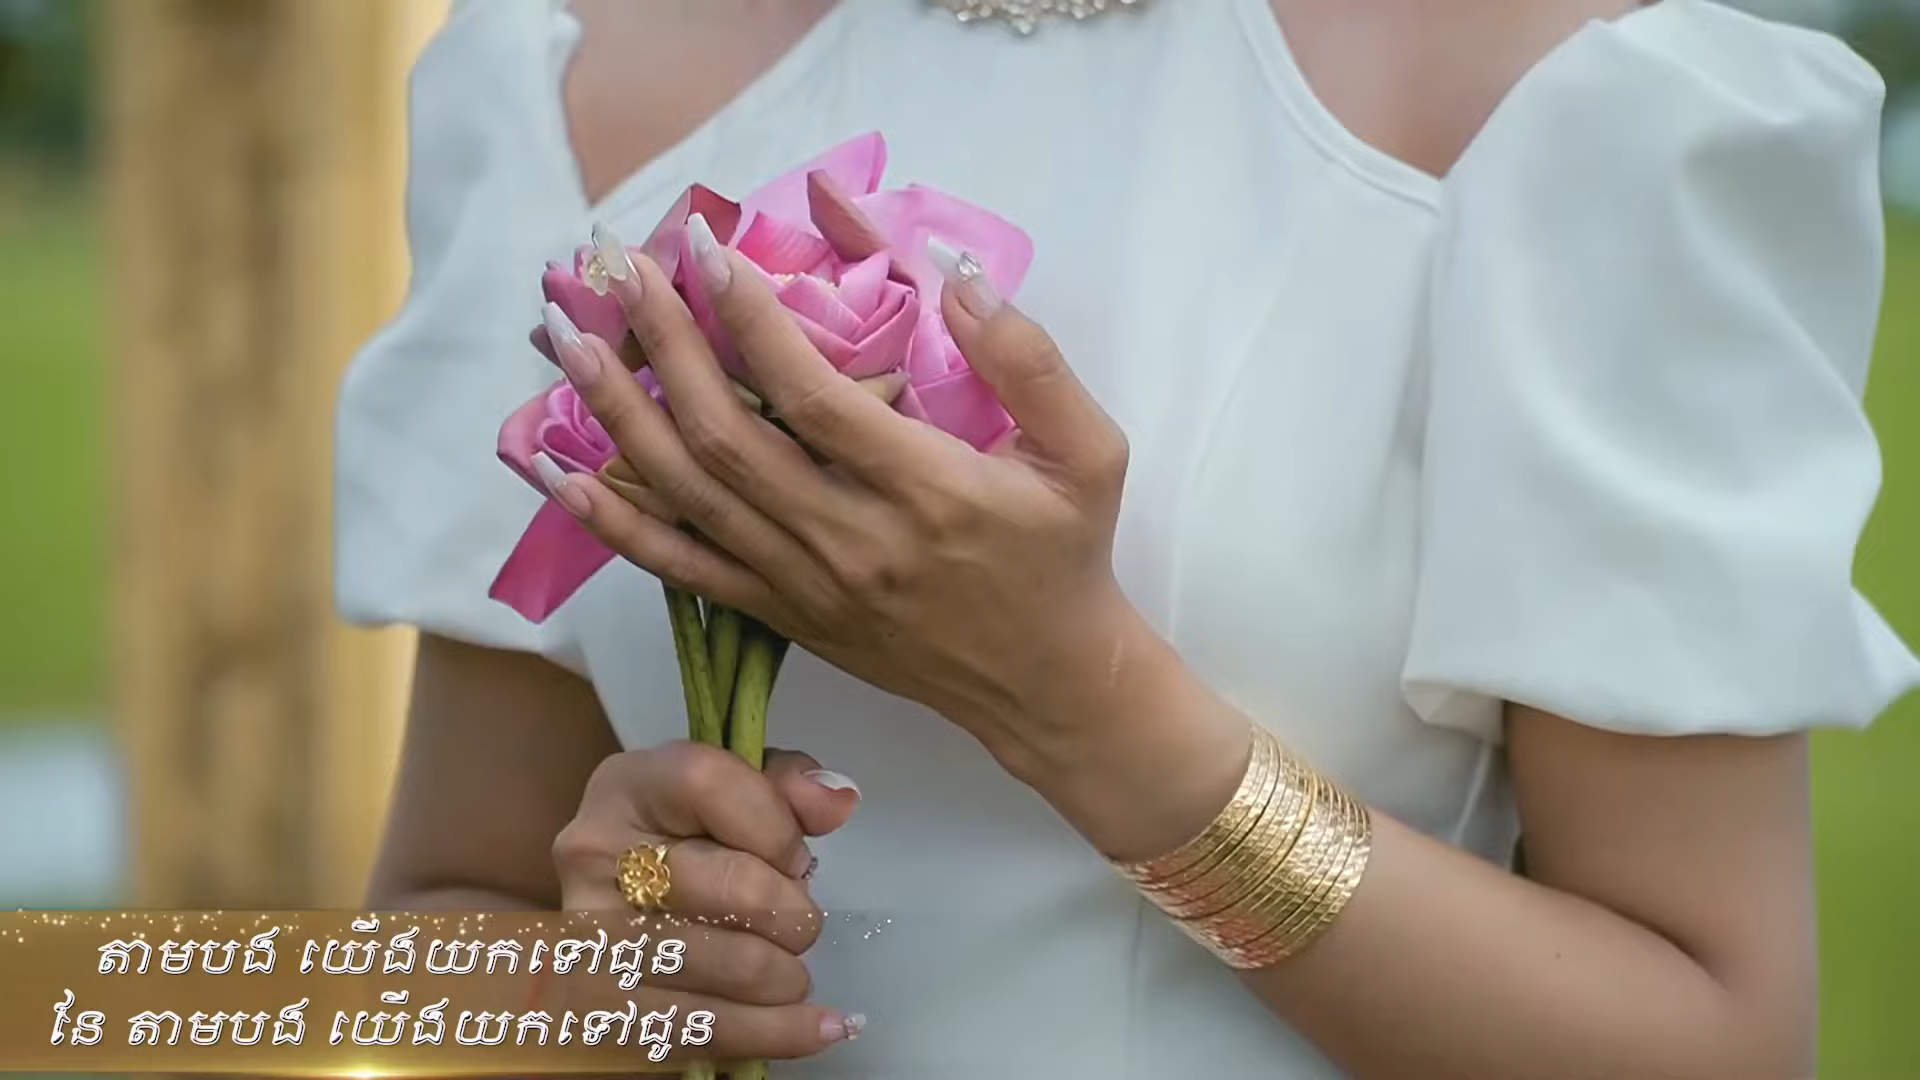 តាមបង យើងយកទៅជូន
នែ តាមបង យើងយកទៅជូន